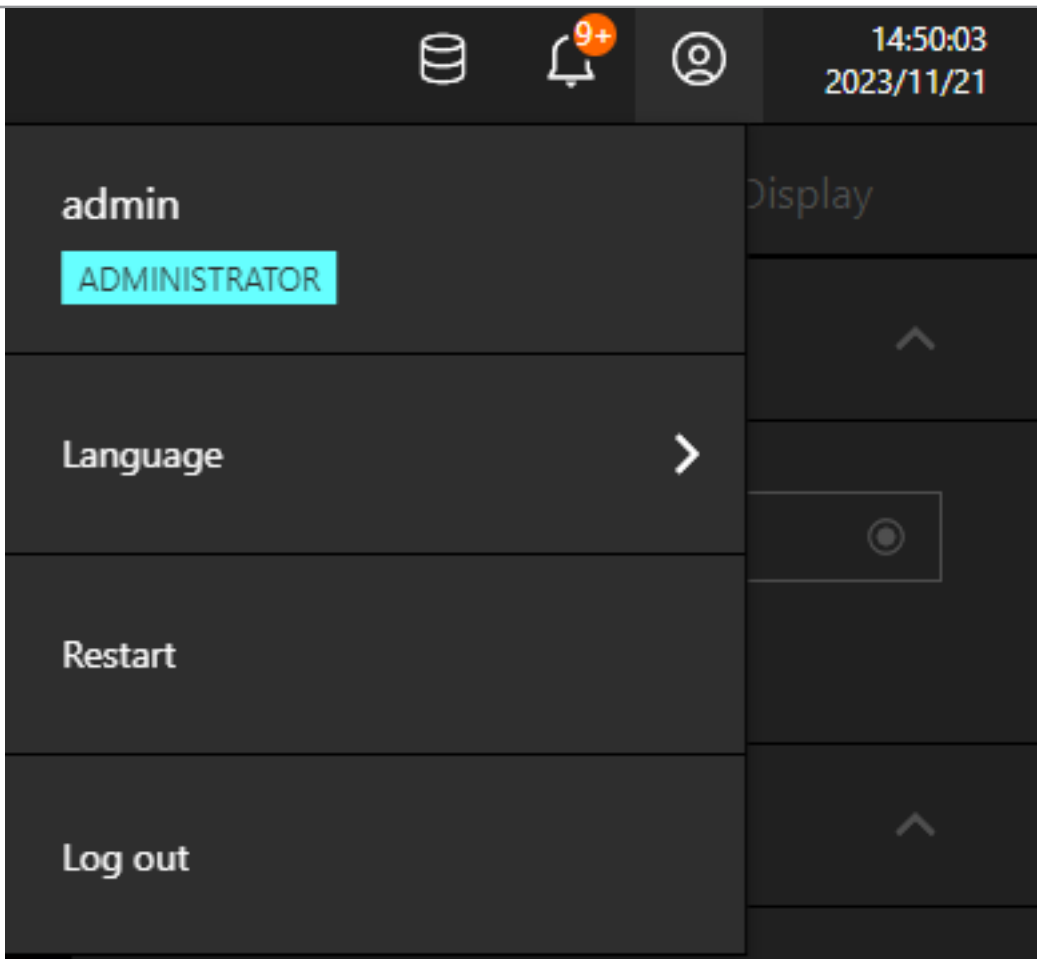 9+
14:50:03
2023/11/21
Display
admin
ADMINISTRATOR
Language
Restart
Log out